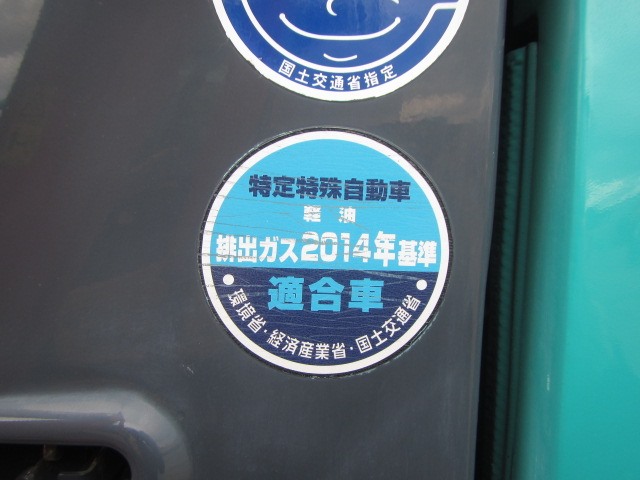 国土交通省指定
特定特殊自動車
軽油
排出ガス2014年基準
適合車
環境省・経済産業省・国土交通省